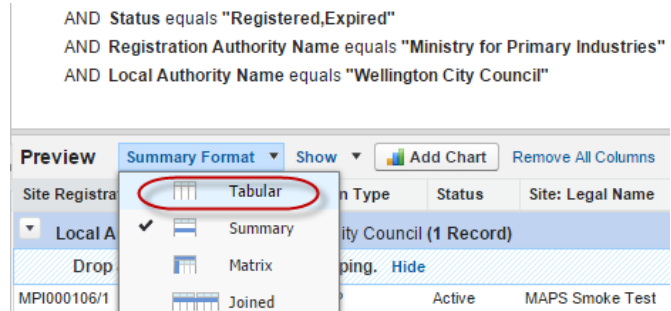 AND Status equals "Registered,Expired"
AND Registration Authority Name equals "Ministry for Primary Industries"
AND Local Authority Name equals "Wellington City Council"
Preview Summary Format Show Add Chart Remove All Columns
Site Registra Tabular n Type Status Site: Legal Name
Local A Summary ity Council (1 Record)
Drop Matrix ping. Hide
MPI000106/1 Joined Active MAPS Smoke Test